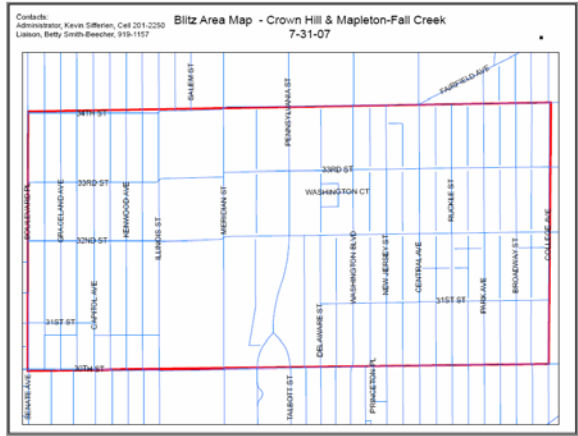 Contacts:
Administrator, Kevin Sifferlen, Cell 201-2250
Liaison, Betty Smith-Beecher, 919-1157
Blitz Area Map - Crown Hill & Mapleton-Fall Creek
7-31-07
SALEM ST
PENNSYLVANIA ST
FAIRFIELD AVE
34TH ST
33RD ST
33RD ST
WASHINGTON CT
BOULEVARD PL
GRACELAND AVE
KENWOOD AVE
ILLINOIS ST
MERIDIAN ST
RUCKLE ST
COLLEGE AVE
32ND ST
WASHINGTON BLVD
NEW JERSEY ST
CENTRAL AVE
BROADWAY ST
PARK AVE
CAPITOL AVE
31ST ST
31ST ST
DELAWARE ST
30TH ST
SENATE AVE
TALBOTT ST
PRINCETON PL